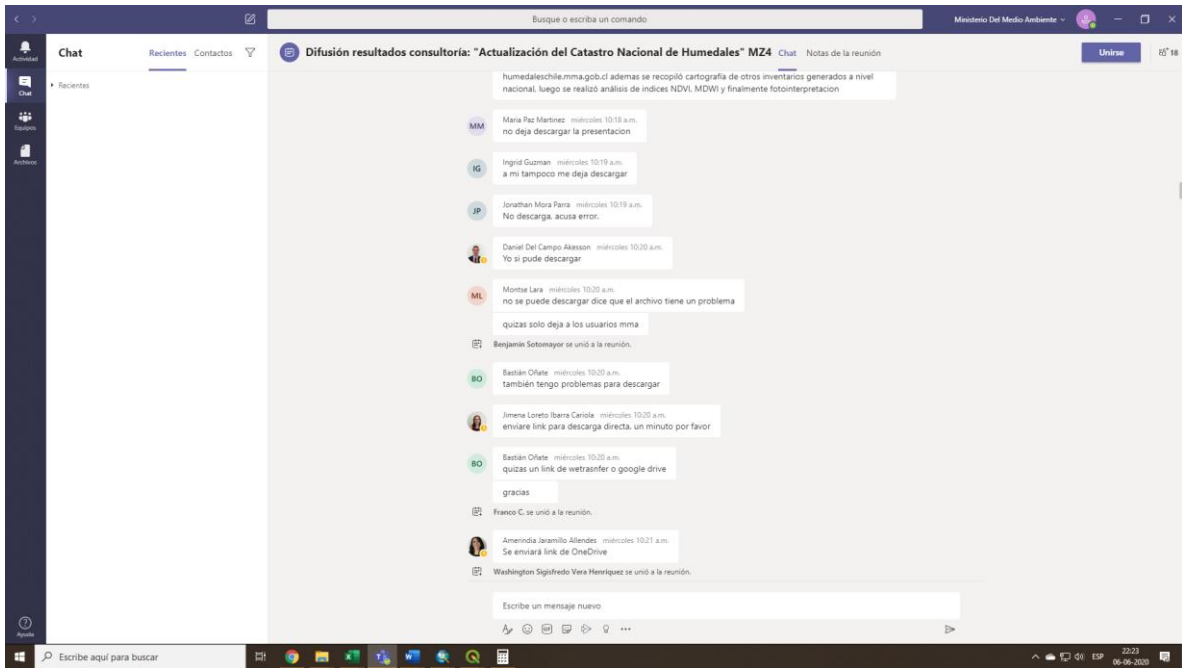 Busque o escriba un comando
Ministerio Del Medio Ambiente
Actividad
Chat
Equipos
Archivos
Ayuda
Chat
Recientes Contactos
Recientes
Difusión resultados consultoría: "Actualización del Catastro Nacional de Humedales" MZ4 Chat Notas de la reunión
Unirse
18
humedaleschile.mma.gob.cl ademas se recopiló cartografía de otros inventarios generados a nivel
nacional, luego se realizó análisis de indices NDVI, MDWI y finalmente fotointerpretacion
MM
Maria Paz Martinez miércoles 10:18 a.m.
no deja descargar la presentacion
IG
Ingrid Guzman miércoles 10:19 a.m.
a mi tampoco me deja descargar
JP
Jonathan Mora Parra miércoles 10:19 a.m.
No descarga, acusa error.
Daniel Del Campo Akesson miércoles 10:20 a.m.
Yo si pude descargar
ML
Montse Lara miércoles 10:20 a.m.
no se puede descargar dice que el archivo tiene un problema
quizas solo deja a los usuarios mma
Benjamin Sotomayor se unió a la reunión.
BO
Bastián Oñate miércoles 10:20 a.m.
también tengo problemas para descargar
Jimena Loreto Ibarra Cariola miércoles 10:20 a.m.
enviare link para descarga directa, un minuto por favor
BO
Bastián Oñate miércoles 10:20 a.m.
quizas un link de wetrasnfer o google drive
gracias
Franco C. se unió a la reunión.
Amerindia Jaramillo Allendes miércoles 10:21 a.m.
Se enviará link de OneDrive
Washington Sigisfredo Vera Henríquez se unió a la reunión.
Escribe un mensaje nuevo
GIF
Escribe aquí para buscar
ESP
22:23
06-06-2020